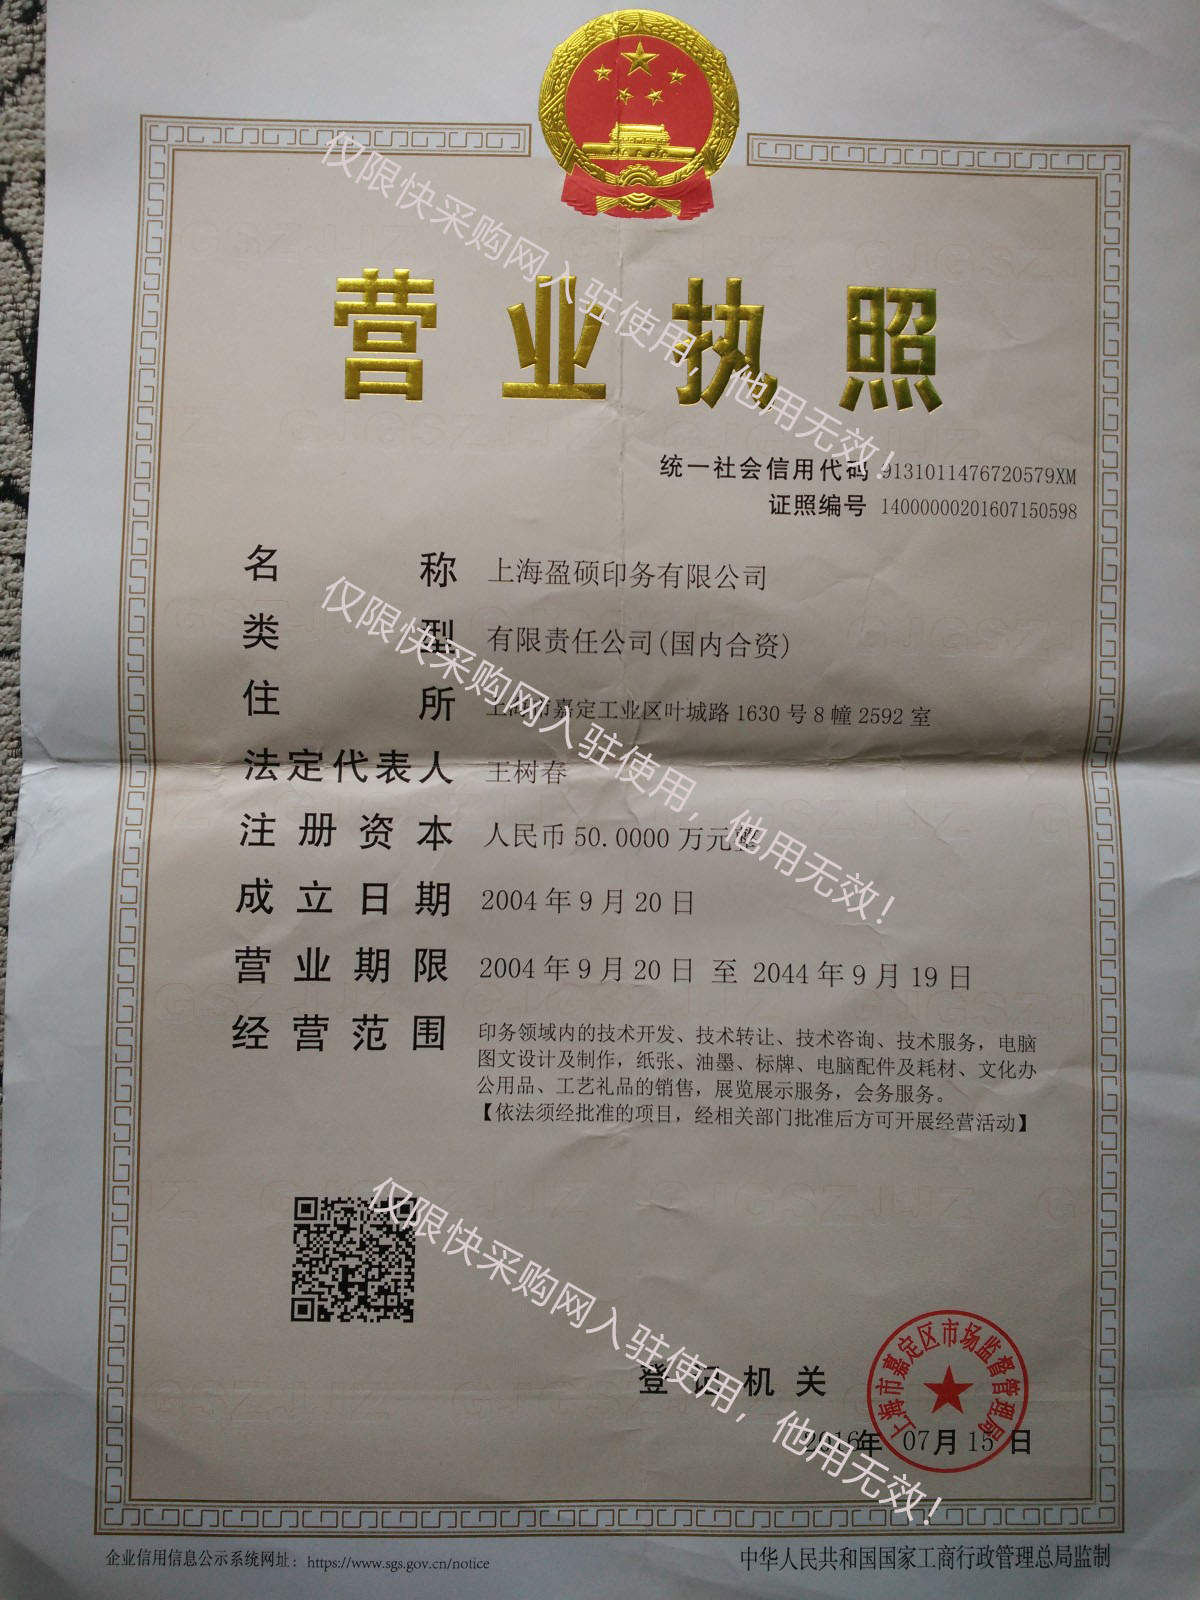 营业执照
统一社会信用代码 9131011476720579XM
证照编号 14000000201607150598
名称 上海盈硕印务有限公司
类型 有限责任公司(国内合资)
住所 上海市嘉定工业区叶城路1630号8幢2592室
法定代表人 王树春
注册资本 人民币50.0000万元整
成立日期 2004年9月20日
营业期限 2004年9月20日 至 2044年9月19日
经营范围 印务领域内的技术开发、技术转让、技术咨询、技术服务，电脑
图文设计及制作，纸张、油墨、标牌、电脑配件及耗材、文化办
公用品、工艺礼品的销售，展览展示服务，会务服务。
【依法须经批准的项目，经相关部门批准后方可开展经营活动】
登记机关
上海市嘉定区市场监督管理局
2016年07月15日
企业信用信息公示系统网址：https://www.sgs.gov.cn/notice
中华人民共和国国家工商行政管理总局监制
仅限快采购网入驻使用，他用无效！
仅限快采购网入驻使用，他用无效！
仅限快采购网入驻使用，他用无效！